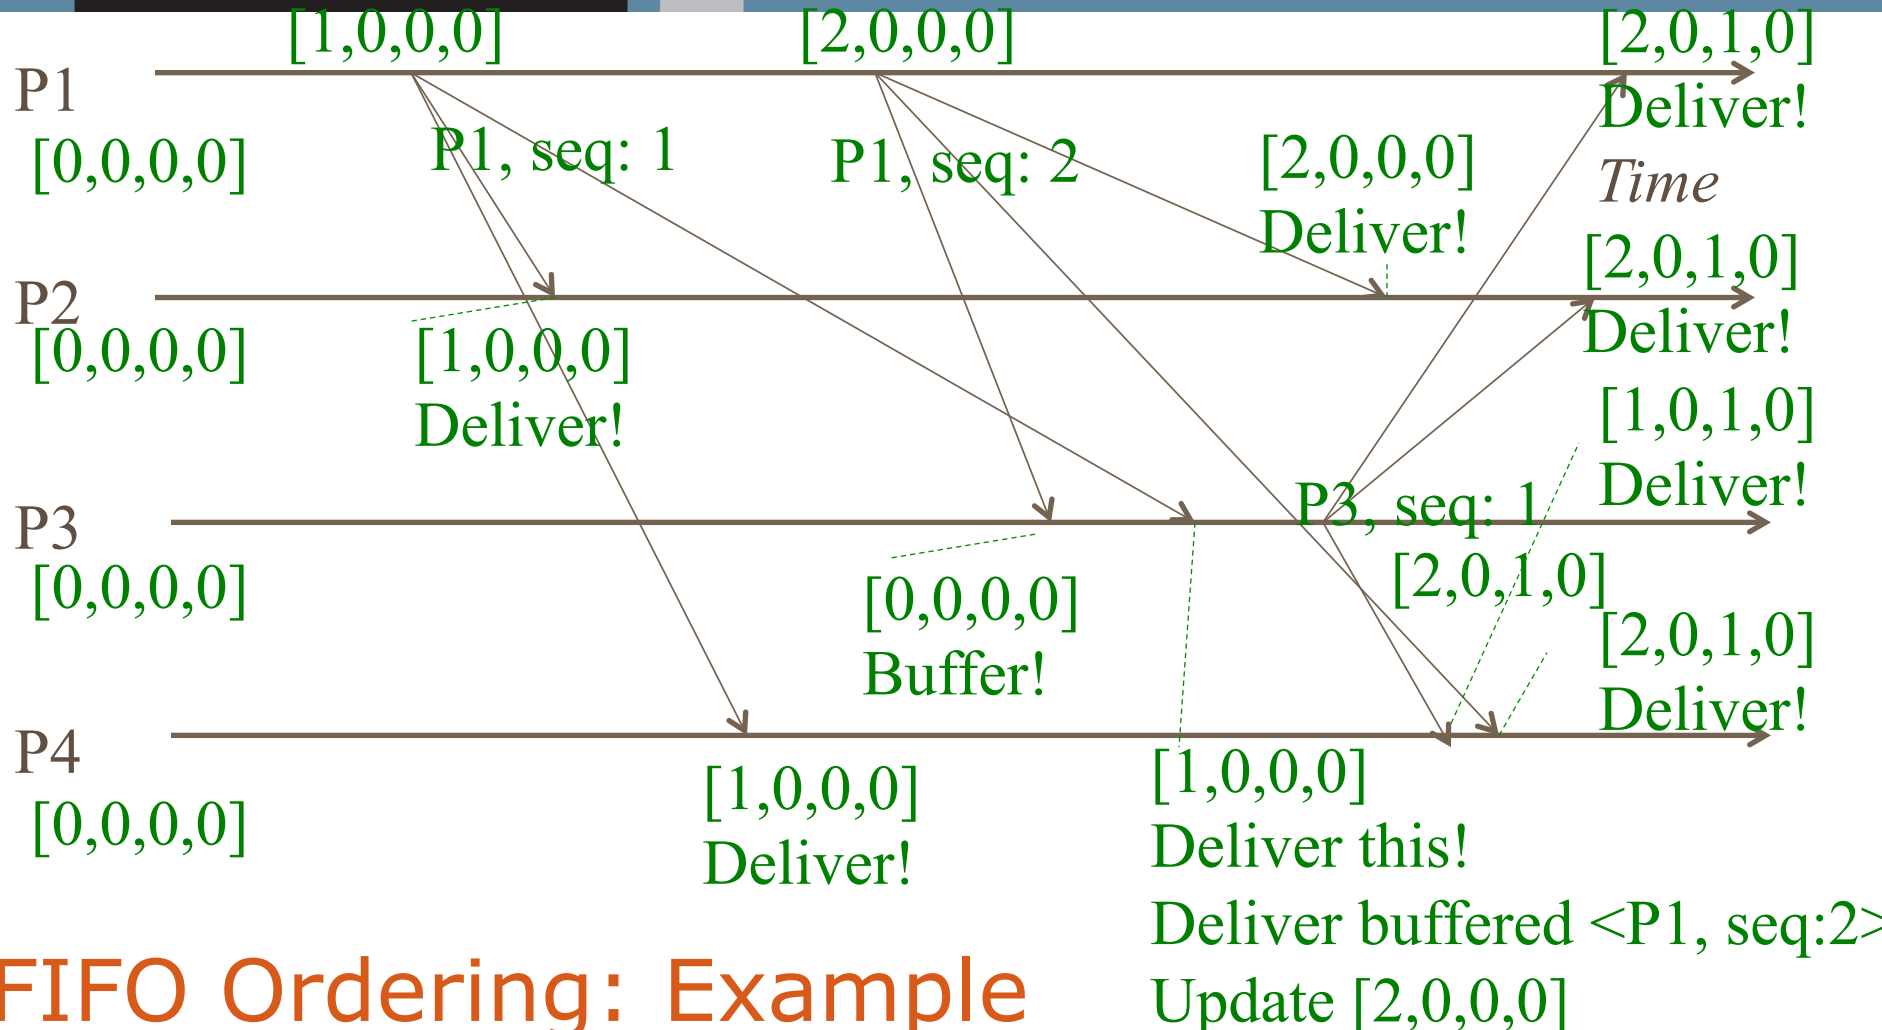 [1,0,0,0]
[2,0,0,0]
[2,0,1,0]
Deliver!
P1
[0,0,0,0]
P1, seq: 1
P1, seq: 2
[2,0,0,0]
Deliver!
Time
[2,0,1,0]
Deliver!
P2
[0,0,0,0]
[1,0,0,0]
Deliver!
[1,0,1,0]
Deliver!
P3
[0,0,0,0]
P3, seq: 1
[2,0,1,0]
[0,0,0,0]
Buffer!
[2,0,1,0]
Deliver!
P4
[0,0,0,0]
[1,0,0,0]
Deliver!
[1,0,0,0]
Deliver this!
Deliver buffered <P1, seq:2>
Update [2,0,0,0]
FIFO Ordering: Example